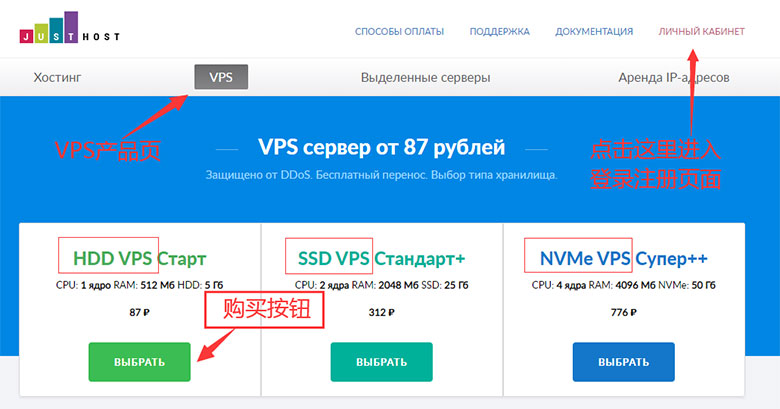 JUSTHOST
СПОСОБЫ ОПЛАТЫ ПОДДЕРЖКА ДОКУМЕНТАЦИЯ ЛИЧНЫЙ КАБИНЕТ
Хостинг VPS Выделенные серверы Аренда IP-адресов
VPS产品页
点击这里进入
登录注册页面
VPS сервер от 87 рублей
Защищено от DDoS. Бесплатный перенос. Выбор типа хранилища.
HDD VPS Старт
CPU: 1 ядро RAM: 512 Мб HDD: 5 Гб
87 ₽
购买按钮
ВЫБРАТЬ
SSD VPS Стандарт+
CPU: 2 ядра RAM: 2048 Мб SSD: 25 Гб
312 ₽
ВЫБРАТЬ
NVMe VPS Супер++
CPU: 4 ядра RAM: 4096 Мб NVMe: 50 Гб
776 ₽
ВЫБРАТЬ